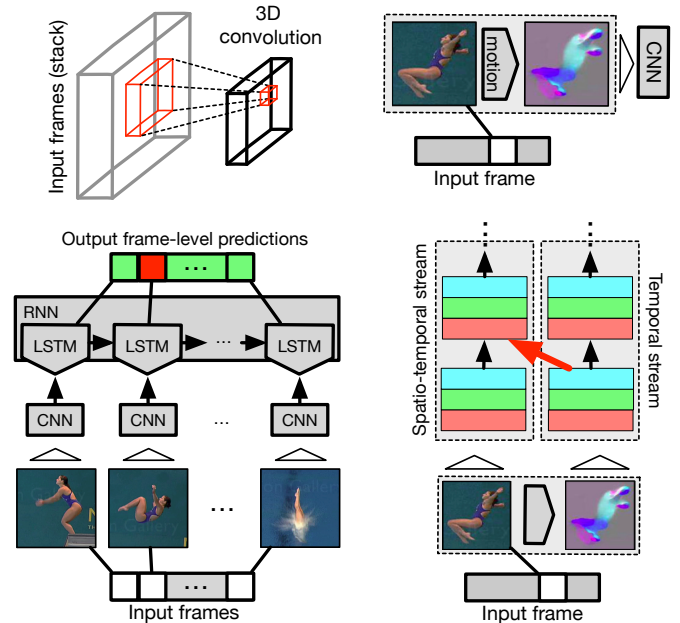 3D
convolution
Input frames (stack)
motion
CNN
Input frame
Output frame-level predictions
...
RNN
LSTM
LSTM
...
LSTM
CNN
CNN
...
CNN
...
...
Input frames
Spatio-temporal stream
Temporal stream
Input frame